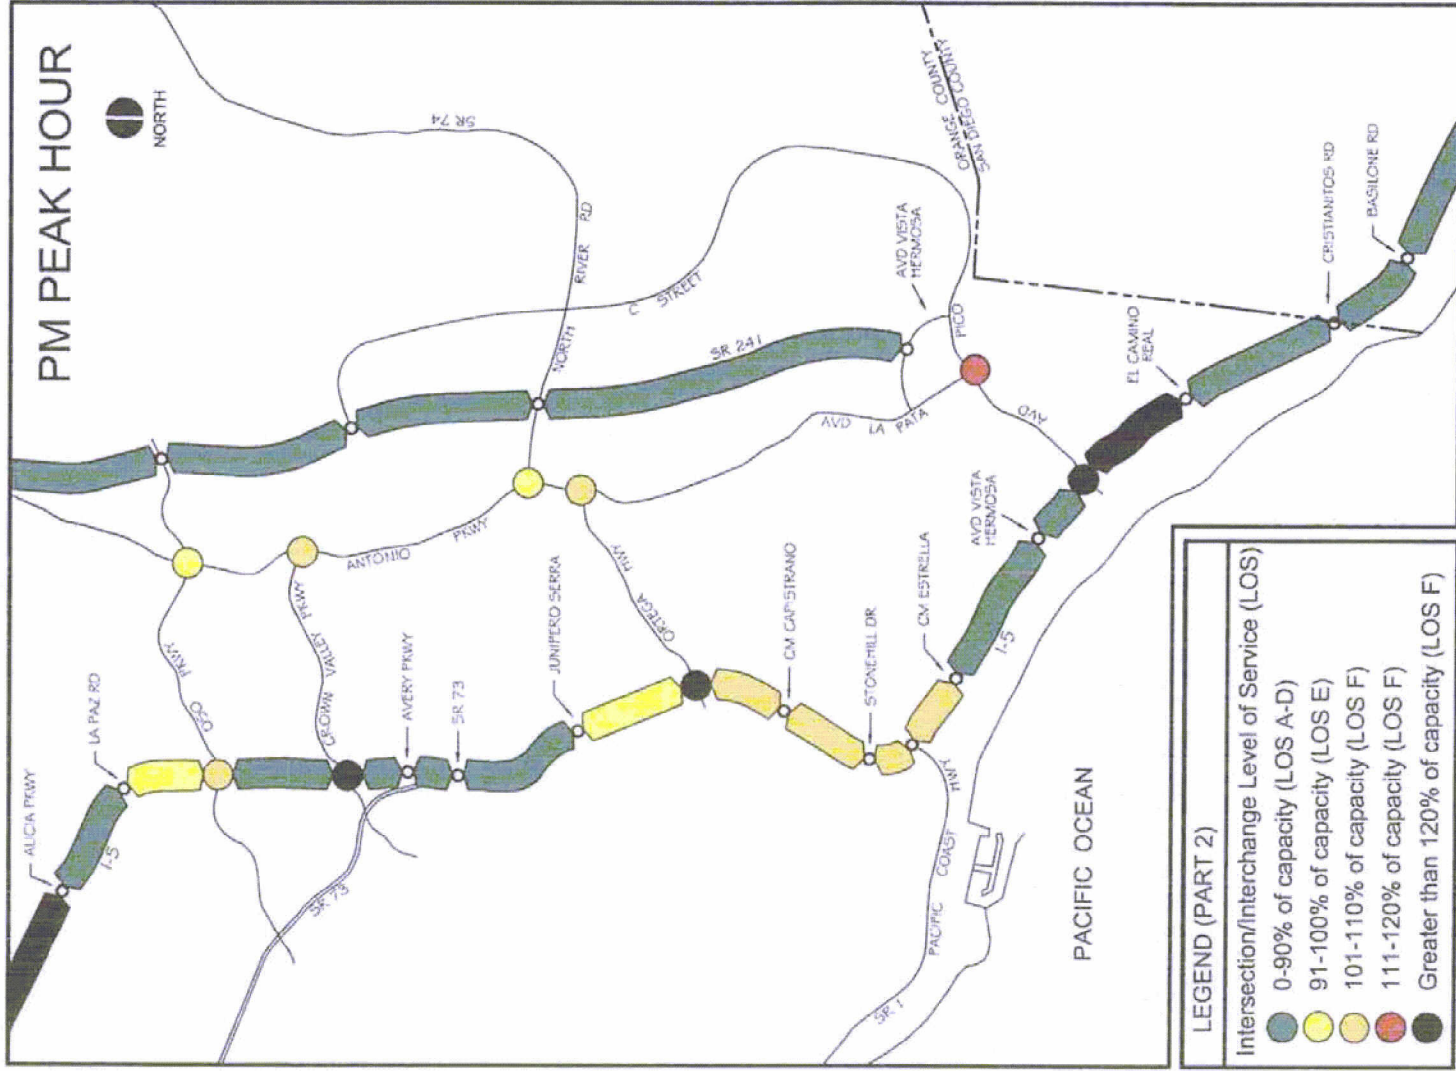 PM PEAK HOUR
NORTH
SR 74
ORANGE COUNTY
SAN DIEGO COUNTY
NORTH RIVER RD
C STREET
SR 241
AVD VISTA
HERMOSA
PICO
AVD
AVD LA PATA
CRISTIANITOS RD
BASILONE RD
EL CAMINO
REAL
AVD VISTA
HERMOSA
ANTONIO PKWY
OSO PKWY
CROWN VALLEY PKWY
ORTEGA HWY
ALICIA PKWY
LA PAZ RD
AVERY PKWY
SR 73
JUNIPERO SERRA
CM CAPISTRANO
STONEHILL DR
CM ESTRELLA
I-5
I-5
SR 73
PACIFIC COAST HWY
SR 1
PACIFIC OCEAN
LEGEND (PART 2)
Intersection/Interchange Level of Service (LOS)
0-90% of capacity (LOS A-D)
91-100% of capacity (LOS E)
101-110% of capacity (LOS F)
111-120% of capacity (LOS F)
Greater than 120% of capacity (LOS F)